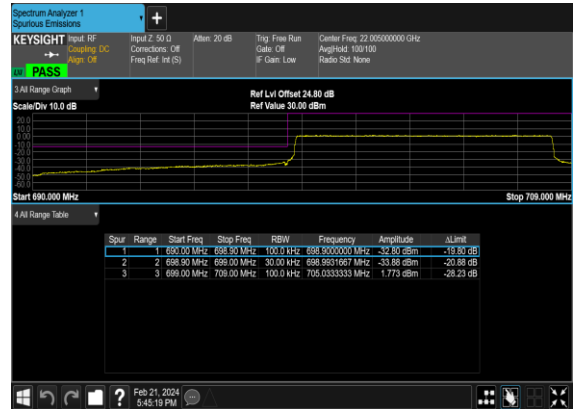 Spectrum Analyzer 1
Spurious Emissions
+
KEYSIGHT Input: RF Input Z: 50 Ω Atten: 20 dB Trig: Free Run Center Freq: 22.005000000 GHz
Coupling: DC Corrections: Off Gate: Off Avg|Hold: 100/100
Align: Off Freq Ref: Int (S) IF Gain: Low Radio Std: None
PASS
3 All Range Graph
Ref Lvl Offset 24.80 dB
Scale/Div 10.0 dB Ref Value 30.00 dBm
20.0
10.0
0.00
-10.0
-20.0
-30.0
-40.0
-50.0
-60.0
Start 690.000 MHz Stop 709.000 MHz
4 All Range Table
Spur Range Start Freq Stop Freq RBW Frequency Amplitude ΔLimit
1 1 690.00 MHz 698.90 MHz 100.0 kHz 698.9000000 MHz -32.80 dBm -19.80 dB
2 2 698.90 MHz 699.00 MHz 30.00 kHz 698.9931667 MHz -33.88 dBm -20.88 dB
3 3 699.00 MHz 709.00 MHz 100.0 kHz 705.0333333 MHz 1.773 dBm -28.23 dB
? Feb 21, 2024
5:45:19 PM